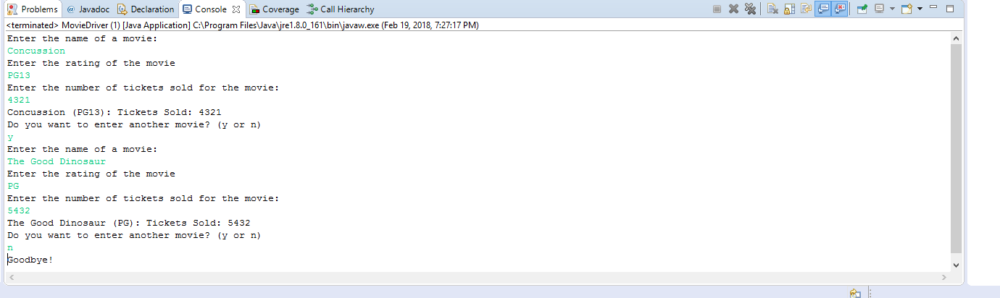 Problems @ Javadoc Declaration Console Coverage Call Hierarchy
<terminated> MovieDriver (1) [Java Application] C:\Program Files\Java\jre1.8.0_161\bin\javaw.exe (Feb 19, 2018, 7:27:17 PM)
Enter the name of a movie:
Concussion
Enter the rating of the movie
PG13
Enter the number of tickets sold for the movie:
4321
Concussion (PG13): Tickets Sold: 4321
Do you want to enter another movie? (y or n)
y
Enter the name of a movie:
The Good Dinosaur
Enter the rating of the movie
PG
Enter the number of tickets sold for the movie:
5432
The Good Dinosaur (PG): Tickets Sold: 5432
Do you want to enter another movie? (y or n)
n
Goodbye!